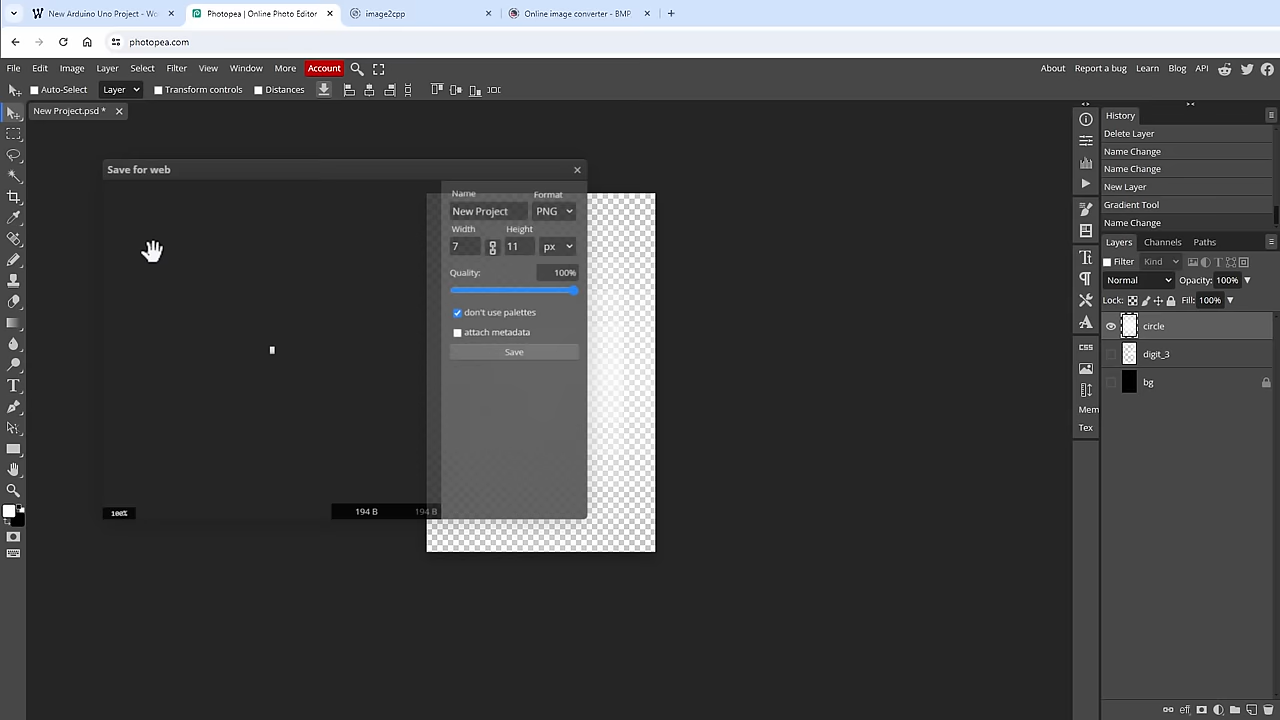 New Arduino Uno Project - Wo
Photopea | Online Photo Editor
image2cpp
Online image converter - BMP
photopea.com
File Edit Image Layer Select Filter View Window More Account
About Report a bug Learn Blog API
Auto-Select Layer Transform controls Distances
New Project.psd *
Save for web
Name Format
New Project PNG
Width Height
7 11 px
Quality: 100%
don't use palettes
attach metadata
Save
100%
194 B 194 B
CSS
Mem
Tex
History
Delete Layer
Name Change
Name Change
New Layer
Gradient Tool
Name Change
Layers Channels Paths
Filter Kind
Normal Opacity: 100%
Lock: Fill: 100%
circle
digit_3
bg
eff